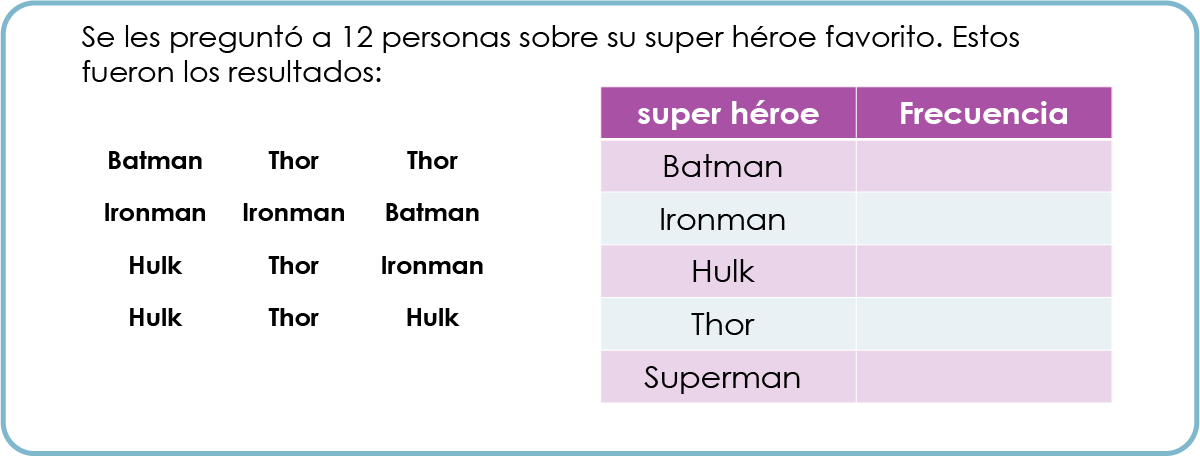 Se les preguntó a 12 personas sobre su super héroe favorito. Estos
fueron los resultados:
Batman Thor Thor
Ironman Ironman Batman
Hulk Thor Ironman
Hulk Thor Hulk
super héroe Frecuencia
Batman
Ironman
Hulk
Thor
Superman